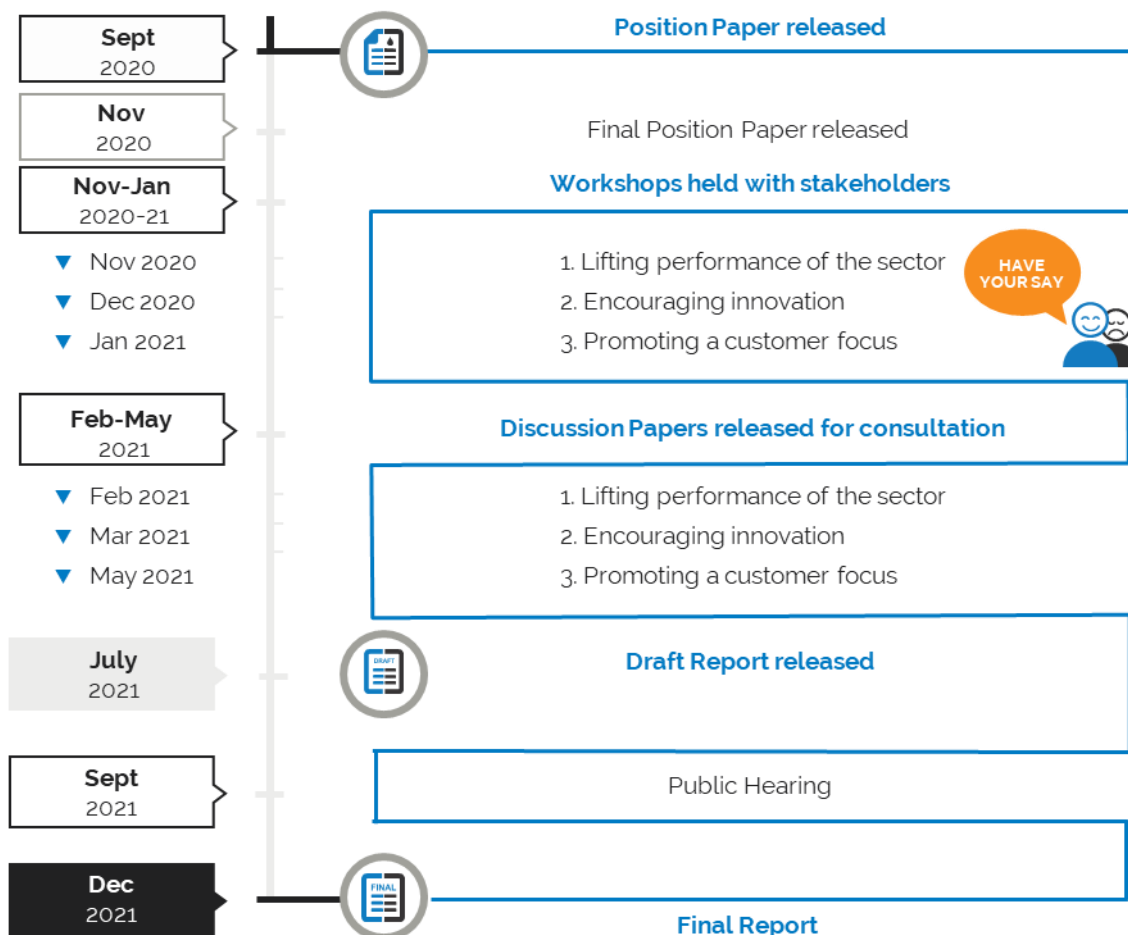 Sept
2020
Position Paper released
Nov
2020
Final Position Paper released
Nov-Jan
2020-21
Workshops held with stakeholders
Nov 2020
1. Lifting performance of the sector
Dec 2020
2. Encouraging innovation
Jan 2021
3. Promoting a customer focus
HAVE
YOUR SAY
Feb-May
2021
Discussion Papers released for consultation
Feb 2021
1. Lifting performance of the sector
Mar 2021
2. Encouraging innovation
May 2021
3. Promoting a customer focus
July
2021
DRAFT
Draft Report released
Sept
2021
Public Hearing
Dec
2021
FINAL
Final Report